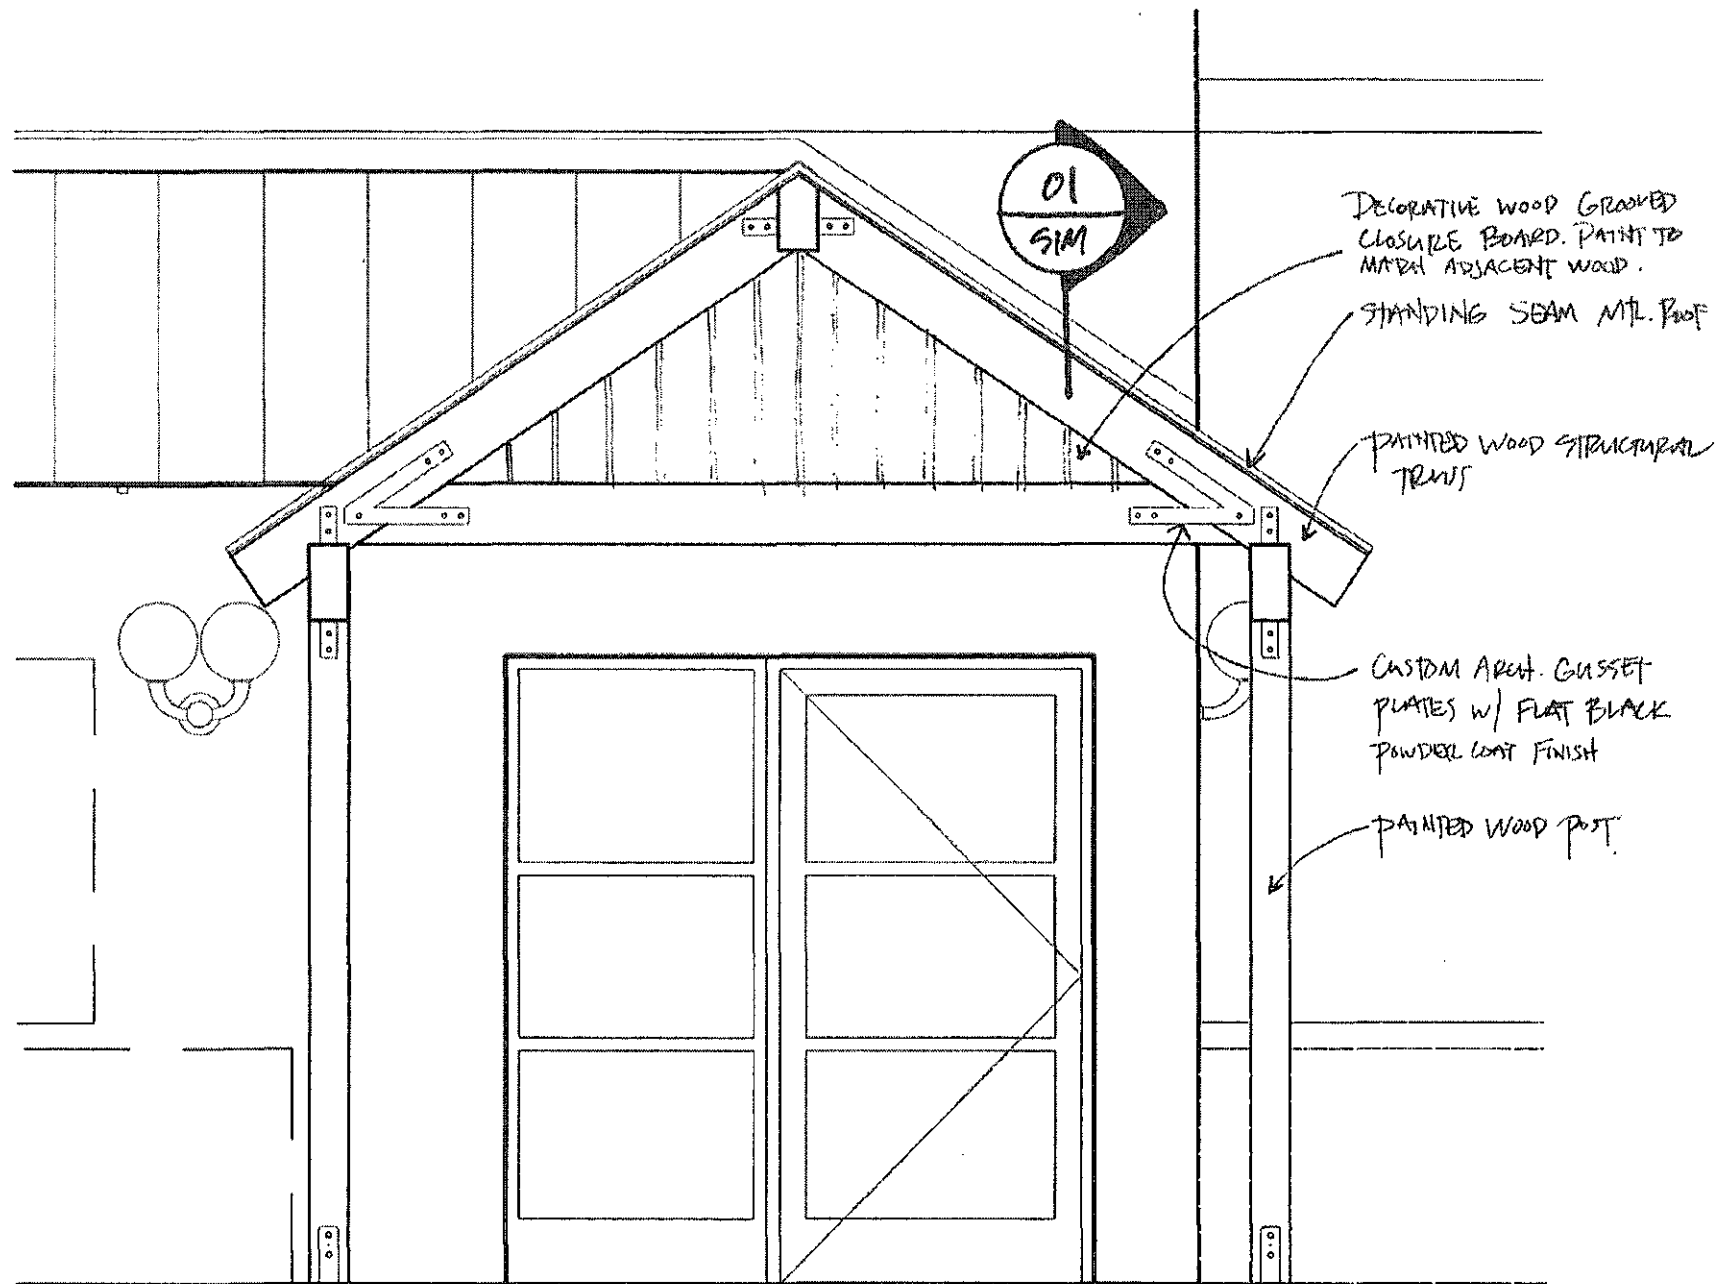 01
SIM
DECORATIVE WOOD GROOVED
CLOSURE BOARD. PAINT TO
MATCH ADJACENT WOOD.
STANDING SEAM MTL. ROOF
PAINTED WOOD STRUCTURAL
TRUSS
CUSTOM ARCH. GUSSET
PLATES W/ FLAT BLACK
POWDER COAT FINISH
PAINTED WOOD POST.